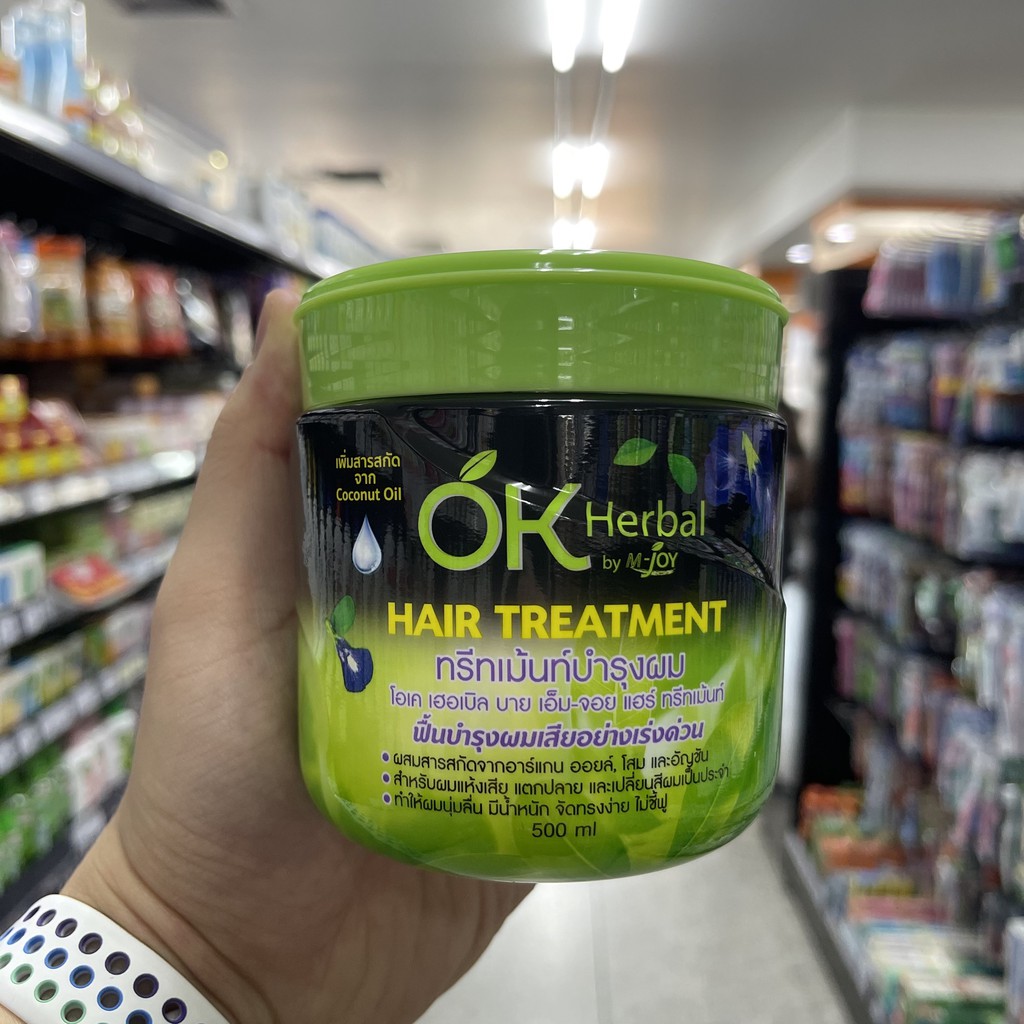 เพิ่มสารสกัด
จาก
Coconut Oil
OK Herbal
by M-JOY
HAIR TREATMENT
ทรีทเม้นท์บำรุงผม
โอเค เฮอเบิล บาย เอ็ม-จอย แฮร์ ทรีทเม้นท์
ฟื้นบำรุงผมเสียอย่างเร่งด่วน
• ผสมสารสกัดจากอาร์แกน ออยล์, โสม และอัญชัน
• สำหรับผมแห้งเสีย แตกปลาย และเปลี่ยนสีผมเป็นประจำ
• ทำให้ผมนุ่มลื่น มีน้ำหนัก จัดทรงง่าย ไม่ชี้ฟู
500 ml